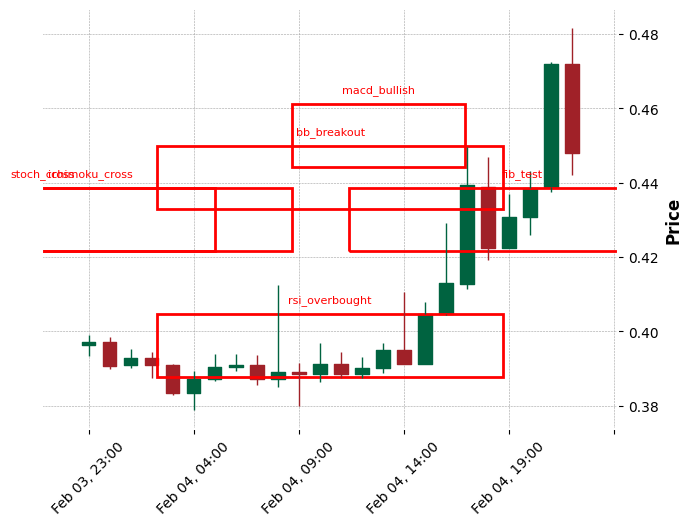 0.48
0.46
macd_bullish
bb_breakout
0.44
stoch_cross
ichimoku_cross
fib_test
Price
0.42
0.40
rsi_overbought
0.38
Feb 03, 23:00
Feb 04, 04:00
Feb 04, 09:00
Feb 04, 14:00
Feb 04, 19:00